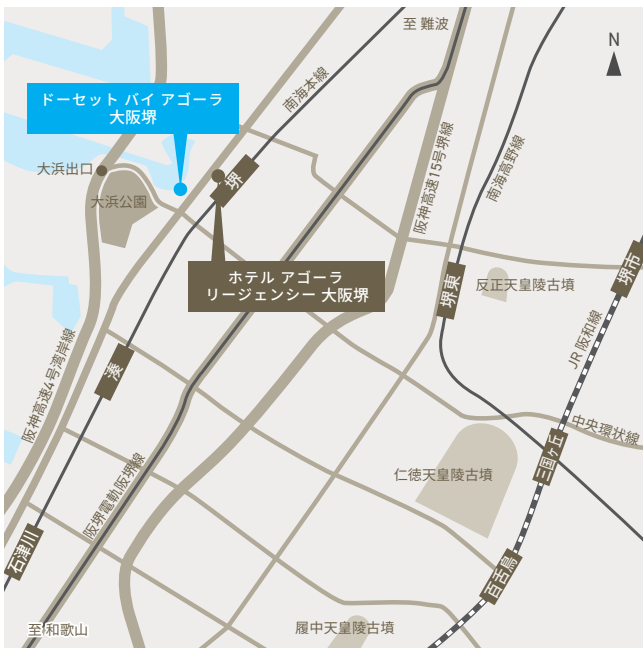 至 難波
N
ドーセット バイ アゴーラ
大阪堺
南海本線
大浜出口
大浜公園
堺
阪神高速15号堺線
南海高野線
ホテル アゴーラ
リージェンシー 大阪堺
堺東
反正天皇陵古墳
堺市
JR 阪和線
阪神高速4号湾岸線
湊
中央環状線
三国ヶ丘
仁徳天皇陵古墳
阪堺電軌阪堺線
石津川
百舌鳥
至 和歌山
履中天皇陵古墳